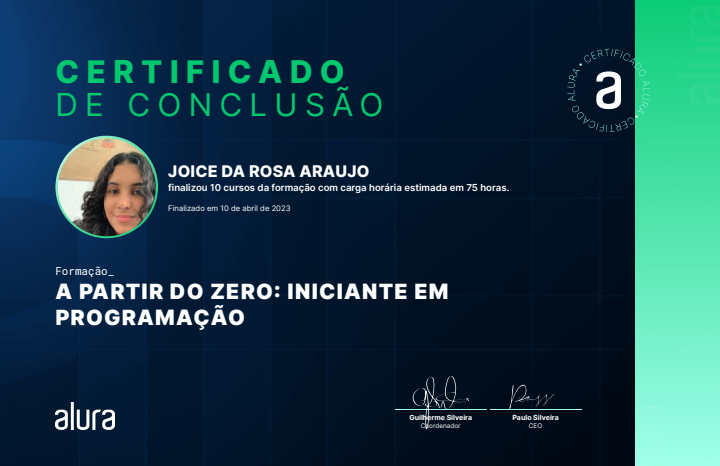 CERTIFICADO
DE CONCLUSÃO
CERTIFICADO ALURA • CERTIFICADO ALURA •
a
JOICE DA ROSA ARAUJO
finalizou 10 cursos da formação com carga horária estimada em 75 horas.
Finalizado em 10 de abril de 2023
Formação_
A PARTIR DO ZERO: INICIANTE EM
PROGRAMAÇÃO
alura
Guilherme Silveira
Coordenador
Paulo Silveira
CEO
alura